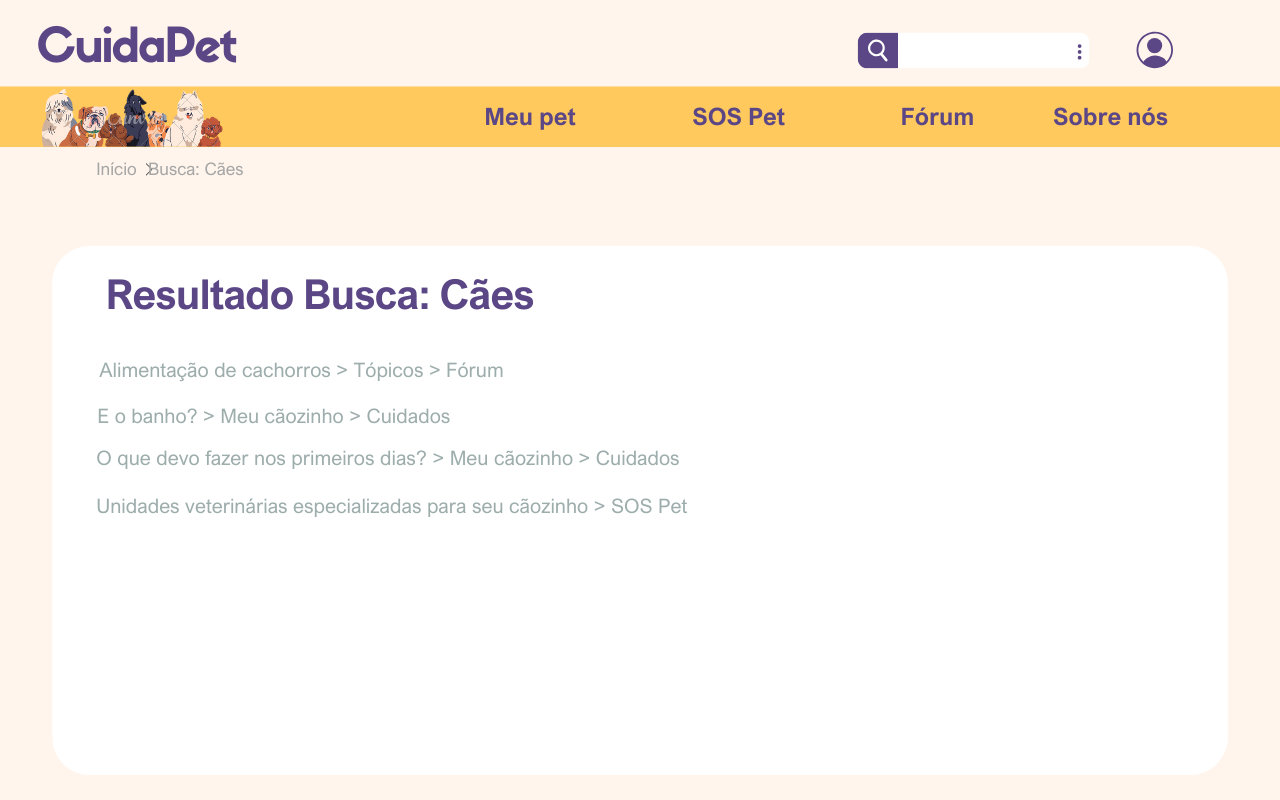 CuidaPet
Meu pet
SOS Pet
Fórum
Sobre nós
Início
Busca: Cães
Resultado Busca: Cães
Alimentação de cachorros > Tópicos > Fórum
E o banho? > Meu cãozinho > Cuidados
O que devo fazer nos primeiros dias? > Meu cãozinho > Cuidados
Unidades veterinárias especializadas para seu cãozinho > SOS Pet